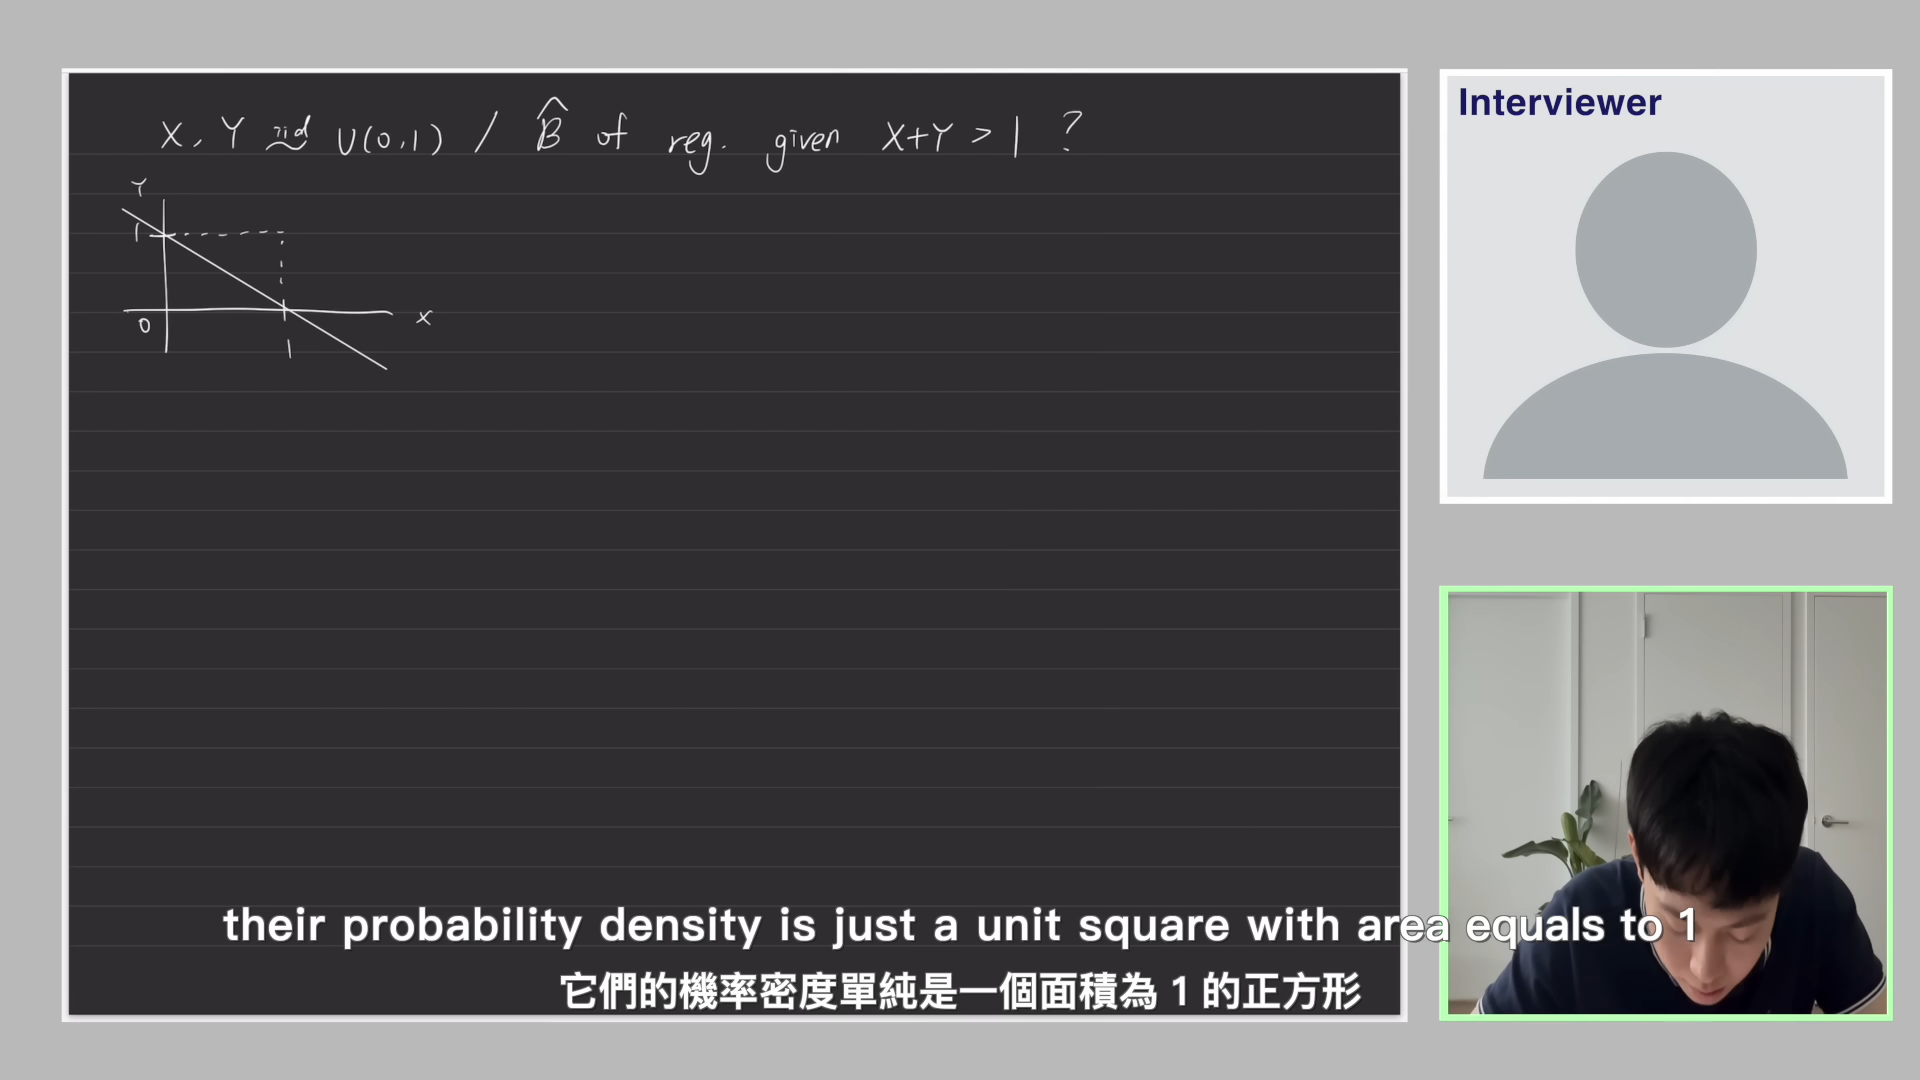 X, Y iid~ U(0,1) / B̂ of reg. given X+Y > 1 ?
Y
1
0
1
X
Interviewer
their probability density is just a unit square with area equals to 1
它們的機率密度單純是一個面積為 1 的正方形